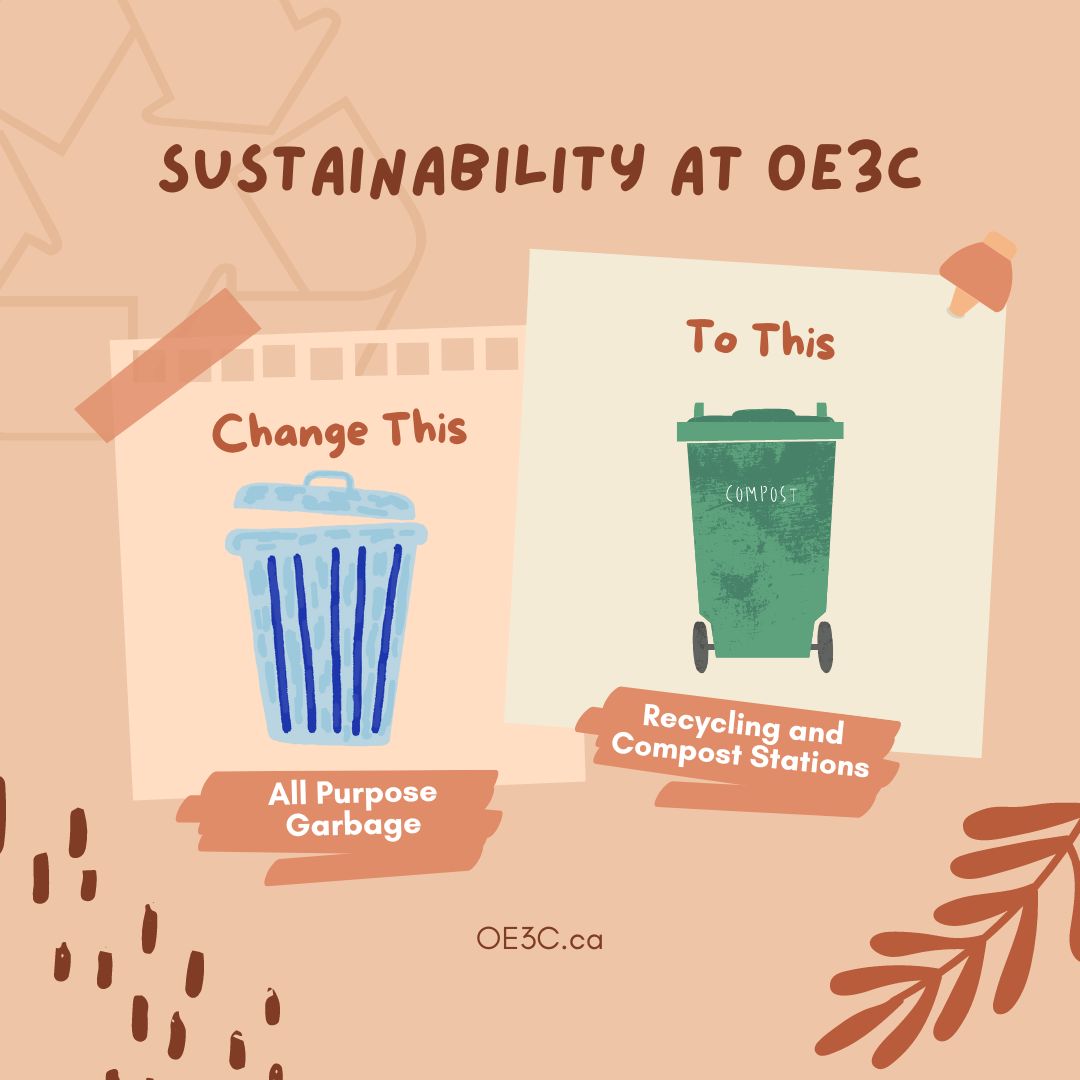 SUSTAINABILITY AT OE3C
Change This
All Purpose
Garbage
To This
COMPOST
Recycling and
Compost Stations
OE3C.ca